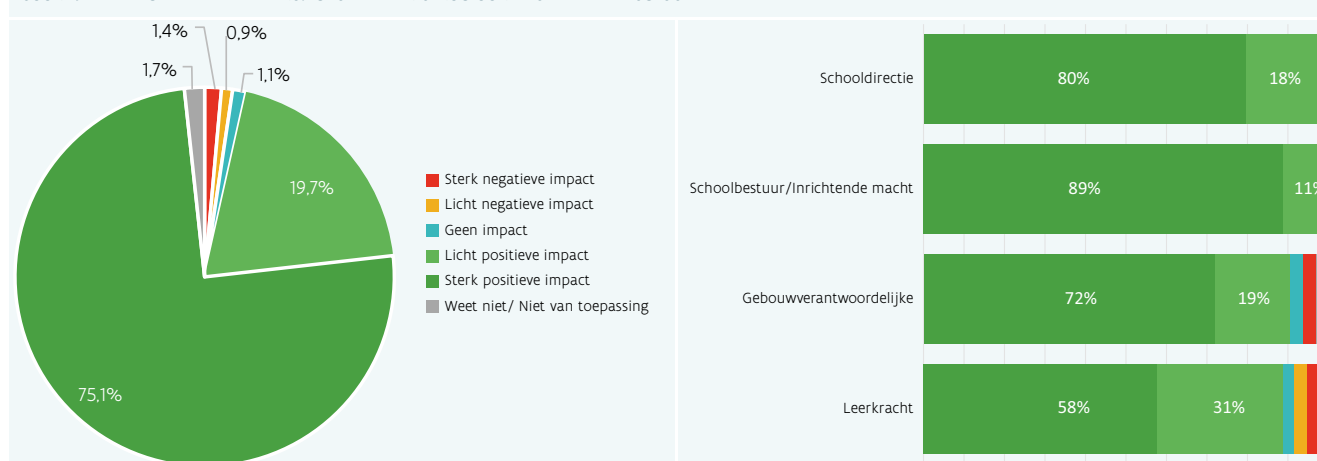 1,4%
0,9%
1,7%
1,1%
19,7%
75,1%
Sterk negatieve impact
Licht negatieve impact
Geen impact
Licht positieve impact
Sterk positieve impact
Weet niet/ Niet van toepassing
Schooldirectie
80%
18%
Schoolbestuur/Inrichtende macht
89%
11%
Gebouwverantwoordelijke
72%
19%
Leerkracht
58%
31%